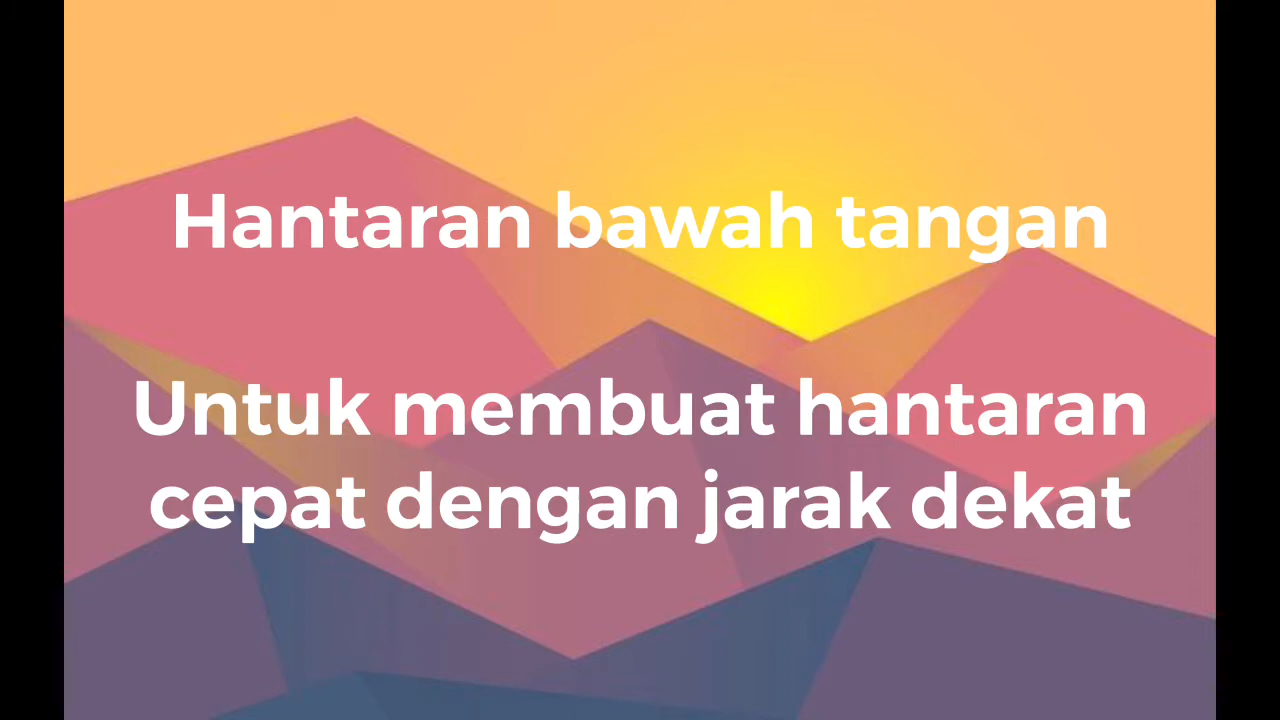 Hantaran bawah tangan
Untuk membuat hantaran
cepat dengan jarak dekat